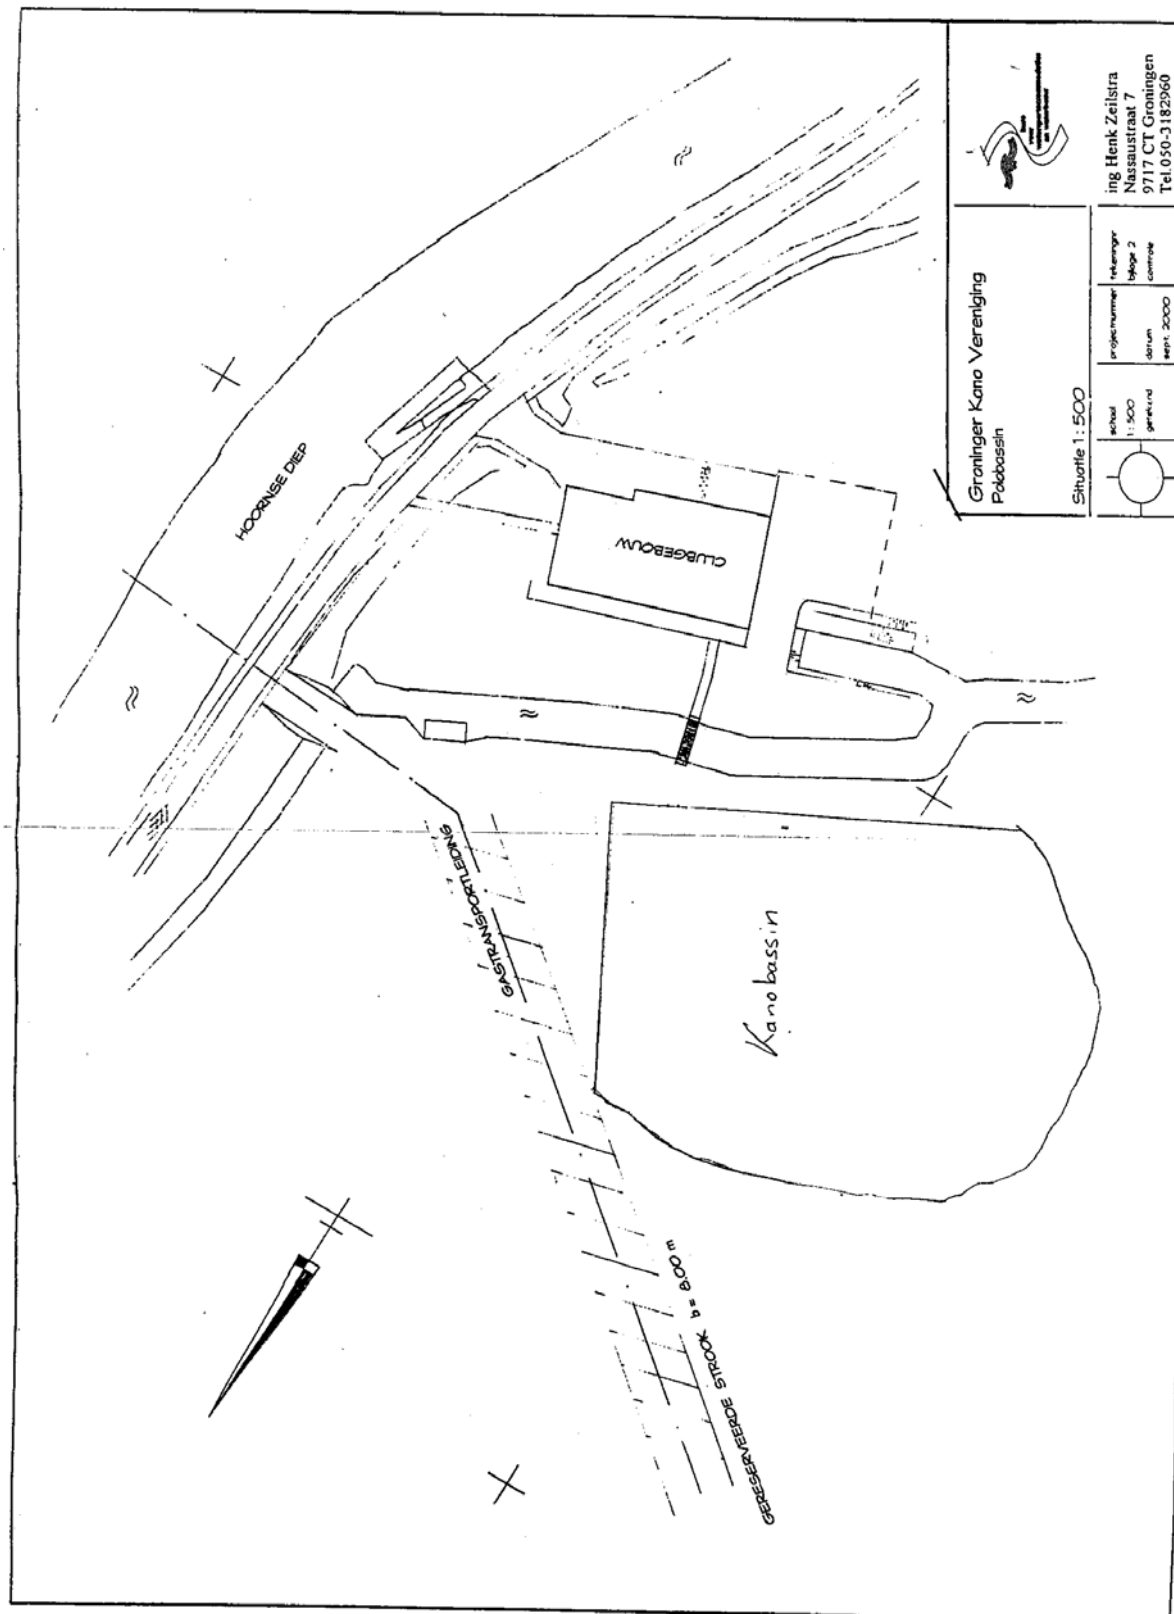 HOORNSE DIEP
CLUBGEBOUW
GASTRANSPORTLEIDING
Kanobassin
GERESERVEERDE STROOK b = 8.00 m
Groninger Kano Vereniging
Polobassin
Situatie 1 : 500
schaal
1 : 500
getekend
projectnummer
datum
sept. 2000
tekeningnr
bijlage 2
controle
ing Henk Zeilstra
Nassaustraat 7
9717 CT Groningen
Tel.050-3182960